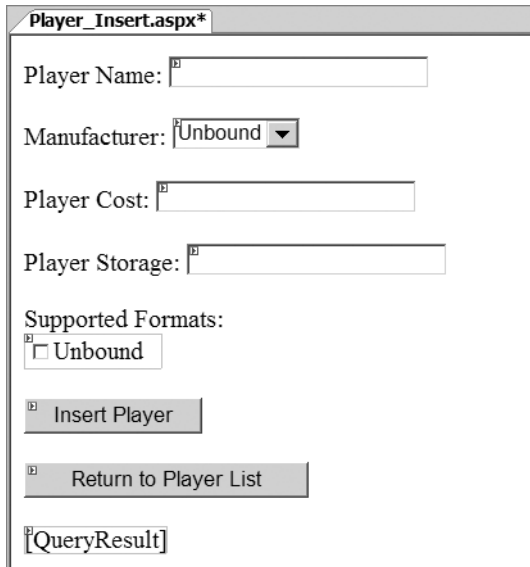 Player_Insert.aspx*
Player Name:
Manufacturer: Unbound
Player Cost:
Player Storage:
Supported Formats:
Unbound
Insert Player
Return to Player List
[QueryResult]